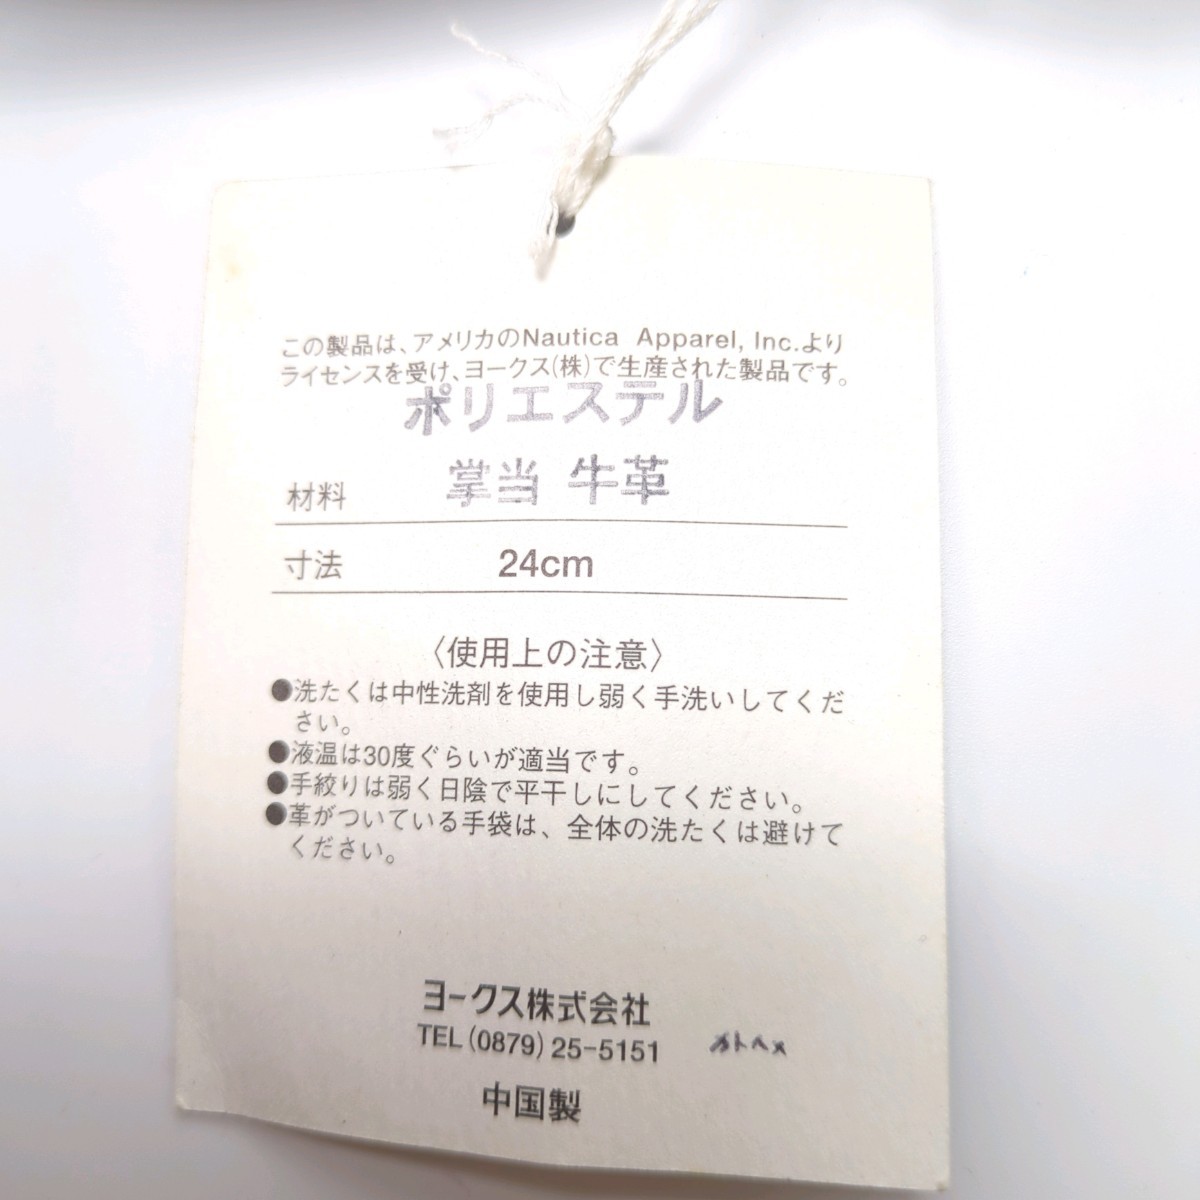 この製品は、アメリカのNautica Apparel, Inc.より
ライセンスを受け、ヨークス(株)で生産された製品です。
ポリエステル
掌当 牛革
材料
寸法 24cm
〈使用上の注意〉
●洗たくは中性洗剤を使用し弱く手洗いしてくだ
さい。
●液温は30度ぐらいが適当です。
●手絞りは弱く日陰で平干しにしてください。
●革がついている手袋は、全体の洗たくは避けて
ください。
ヨークス株式会社
TEL(0879)25-5151
中国製